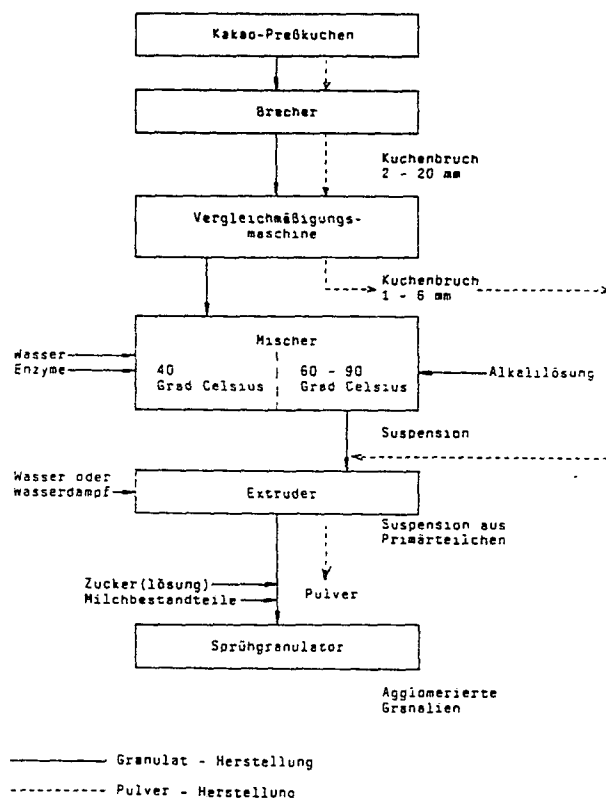 Kakao-Preßkuchen
Brecher
Kuchenbruch
2 - 20 mm
Vergleichmäßigungs-
maschine
Kuchenbruch
1 - 6 mm
Mischer
Wasser
Enzyme
40
Grad Celsius
60 - 90
Grad Celsius
Alkalilösung
Suspension
Wasser oder
Wasserdampf
Extruder
Suspension aus
Primärteilchen
Zucker(lösung)
Milchbestandteile
Pulver
Sprühgranulator
Agglomerierte
Granalien
Granulat - Herstellung
Pulver - Herstellung